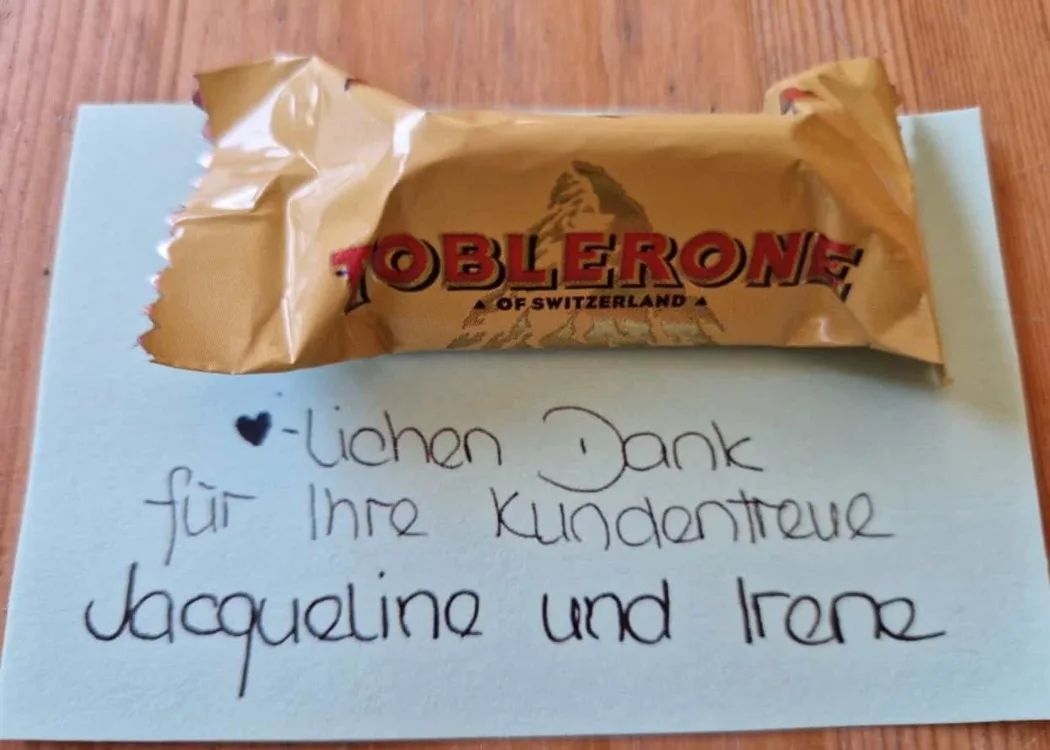 TOBLERONE
OF SWITZERLAND
♥-lichen Dank
für Ihre Kundentreue
Jacqueline und Irene